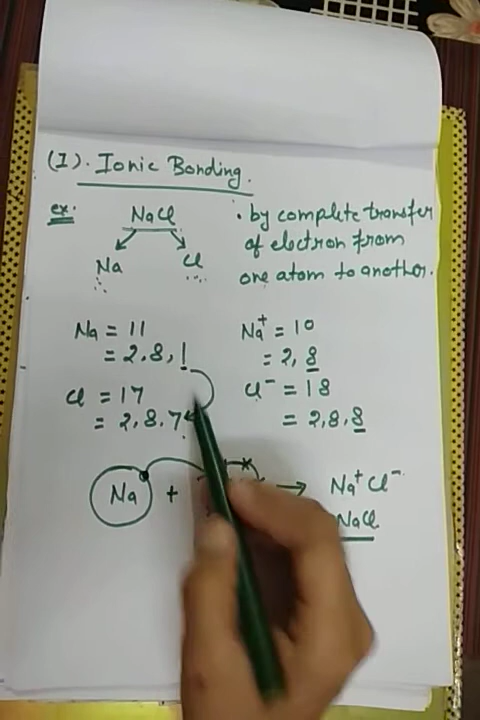 (I). Ionic Bonding.
ex:
NaCl
Na Cl
• by complete transfer
of electron from
one atom to another.
Na = 11
= 2,8,1
Cl = 17
= 2,8,7
Na⁺ = 10
= 2,8
Cl⁻ = 18
= 2,8,8
Na + → Na⁺Cl⁻
NaCl